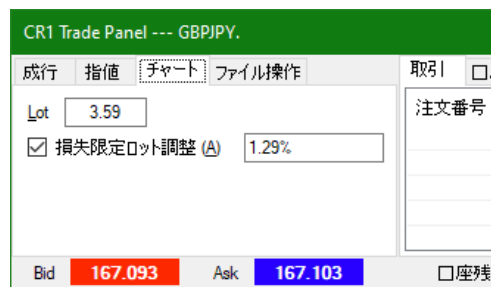 CR1 Trade Panel --- GBPJPY.
成行 指値 チャート ファイル操作 取引
Lot 3.59 注文番号
損失限定ロット調整 (A) 1.29%
Bid 167.093 Ask 167.103 口座残